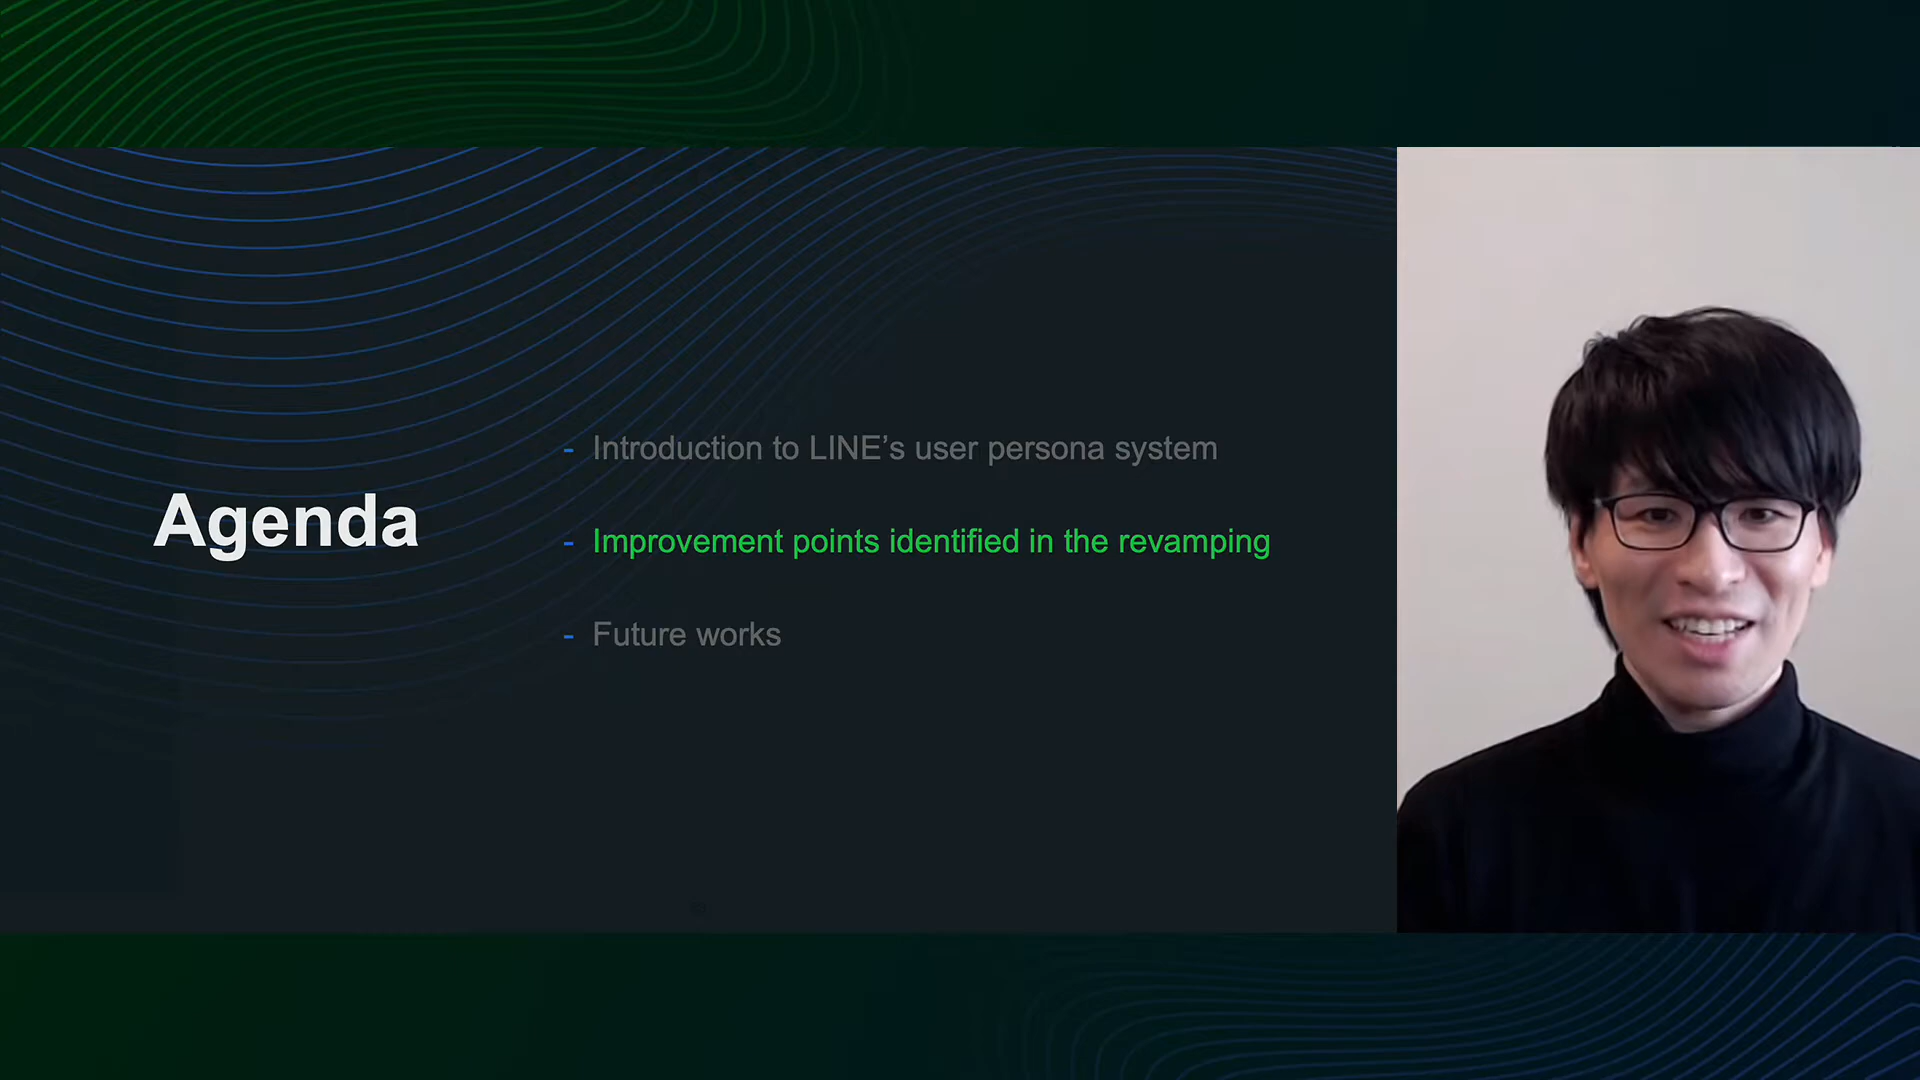 Agenda
- Introduction to LINE’s user persona system
- Improvement points identified in the revamping
- Future works